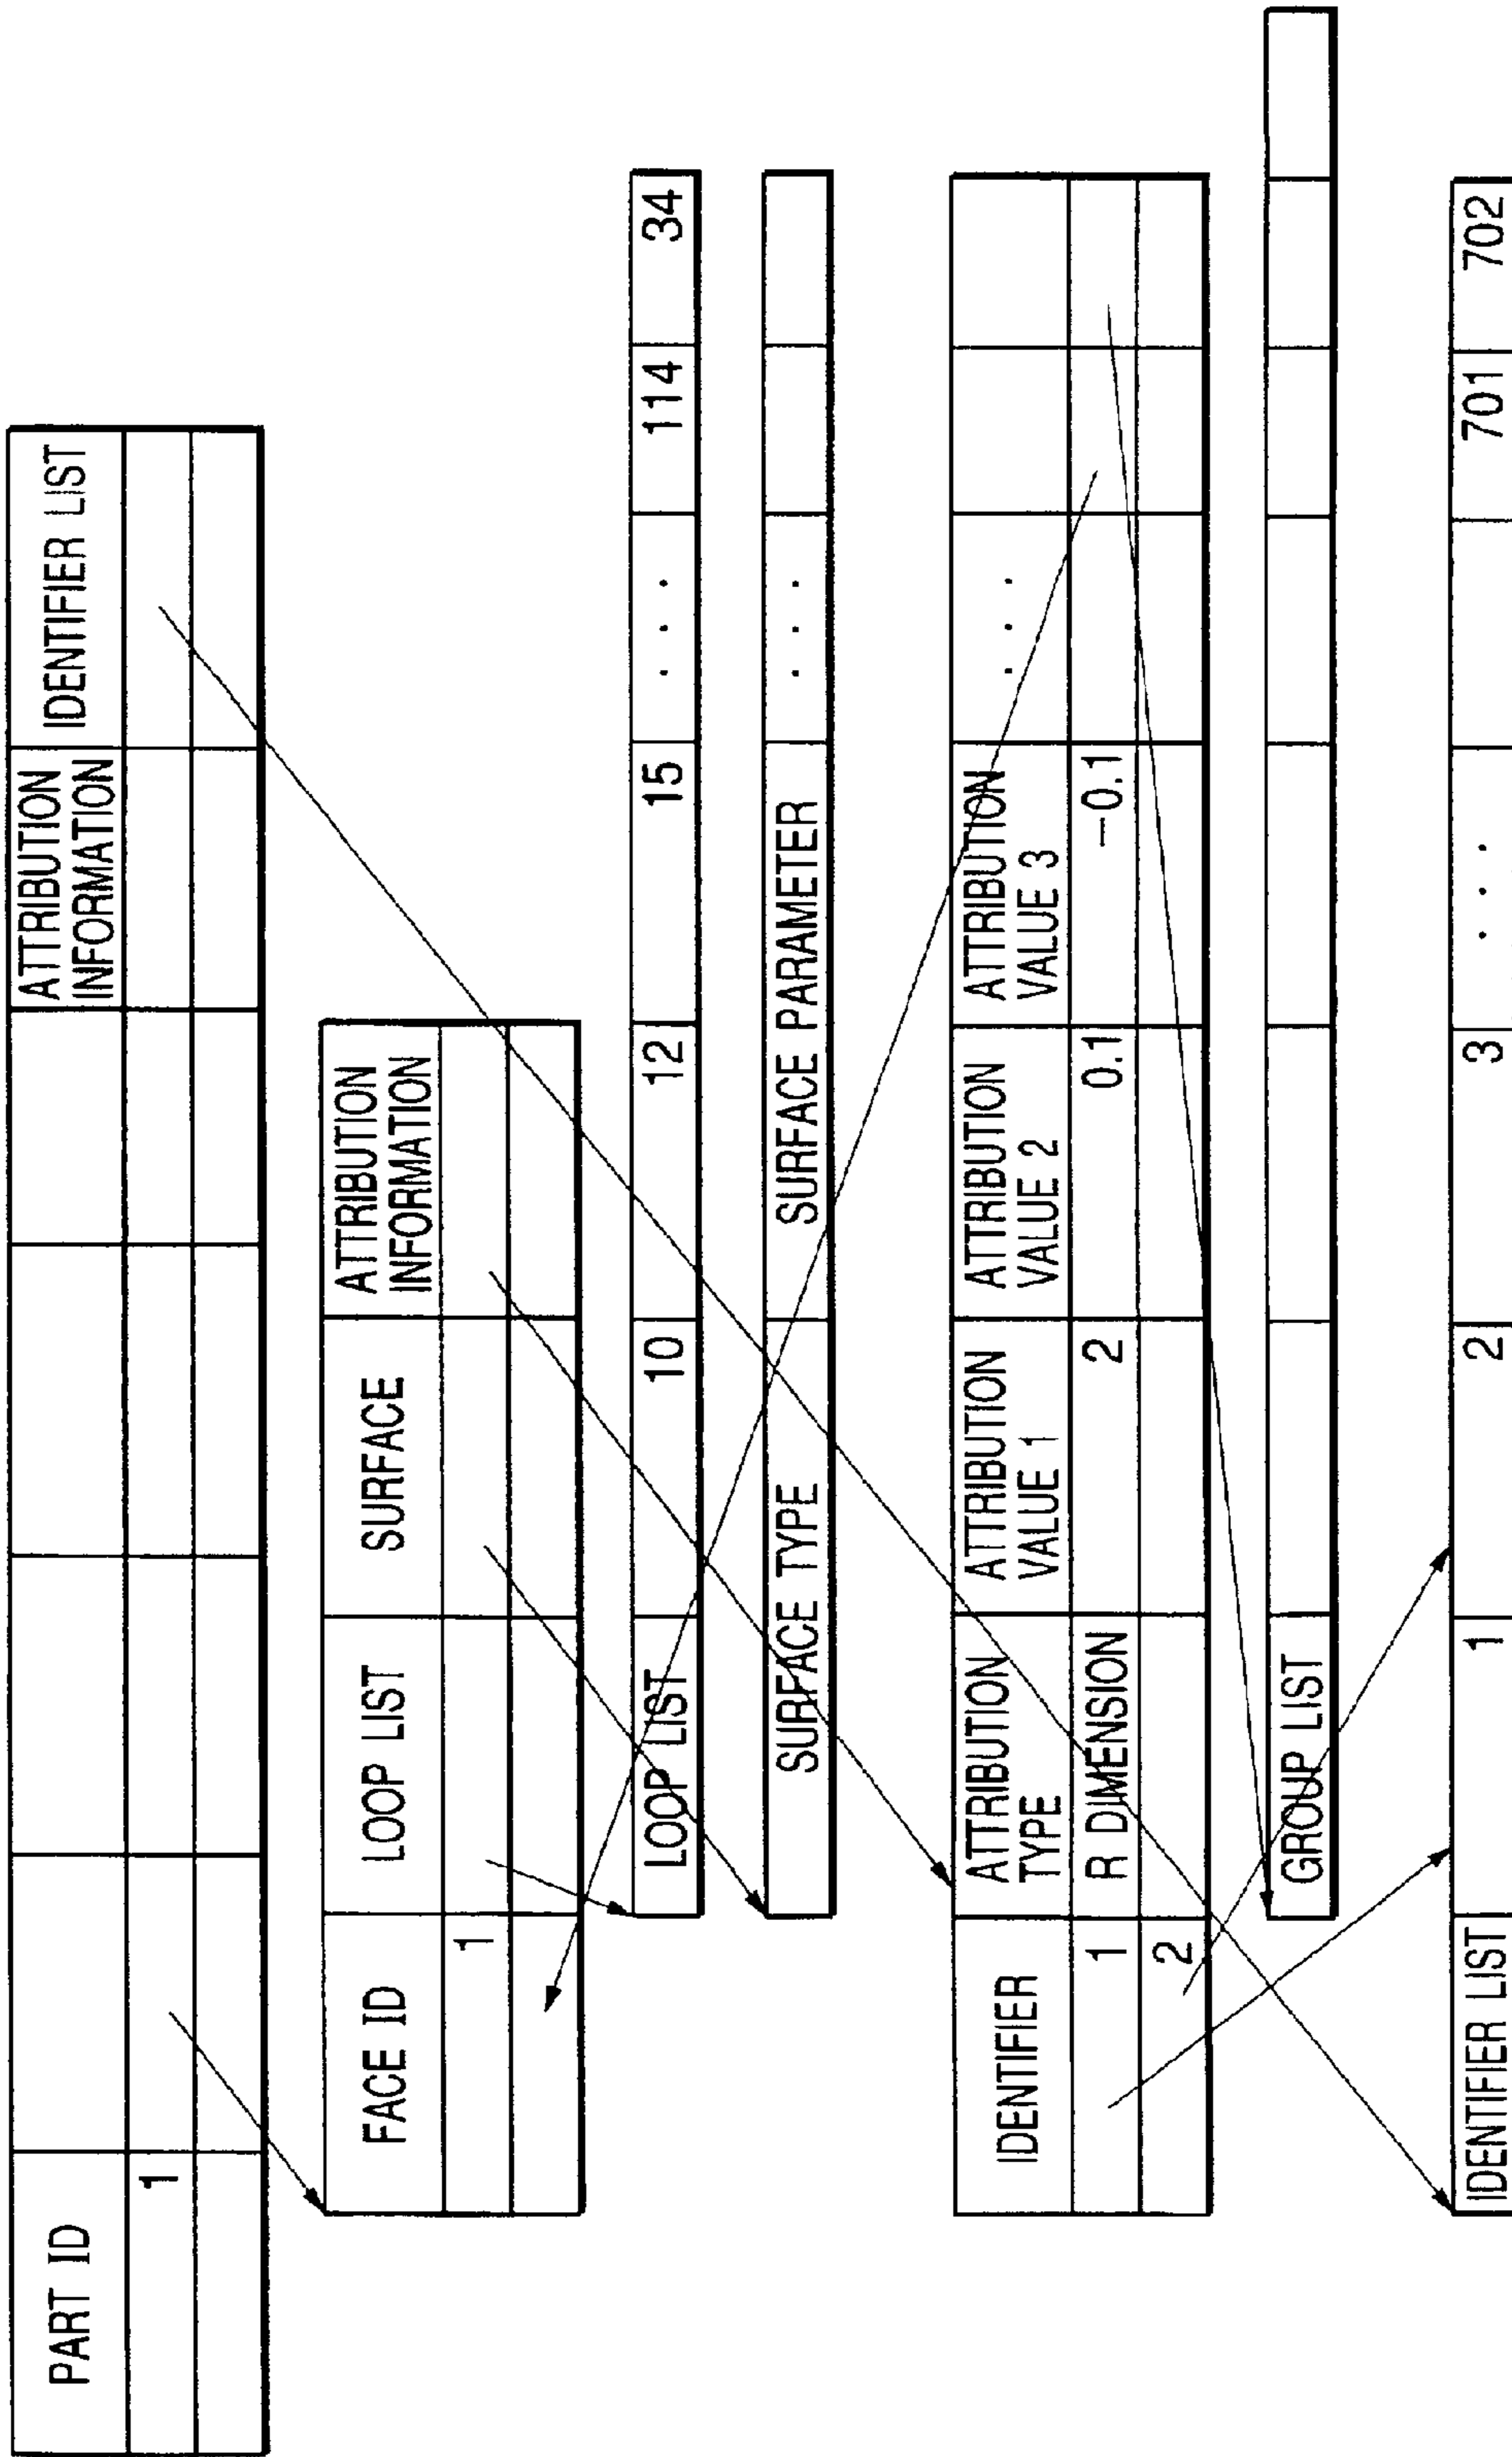 PART ID
ATTRIBUTION
INFORMATION
IDENTIFIER LIST
1
FACE ID
LOOP LIST
SURFACE
ATTRIBUTION
INFORMATION
1
LOOP LIST 10 12 15 . . . 114 34
SURFACE TYPE SURFACE PARAMETER . . .
IDENTIFIER
ATTRIBUTION
TYPE
ATTRIBUTION
VALUE 1
ATTRIBUTION
VALUE 2
ATTRIBUTION
VALUE 3
. . .
1 R DIMENSION 2 0.1 −0.1
2
GROUP LIST
IDENTIFIER LIST 1 2 3 . . . 701 702